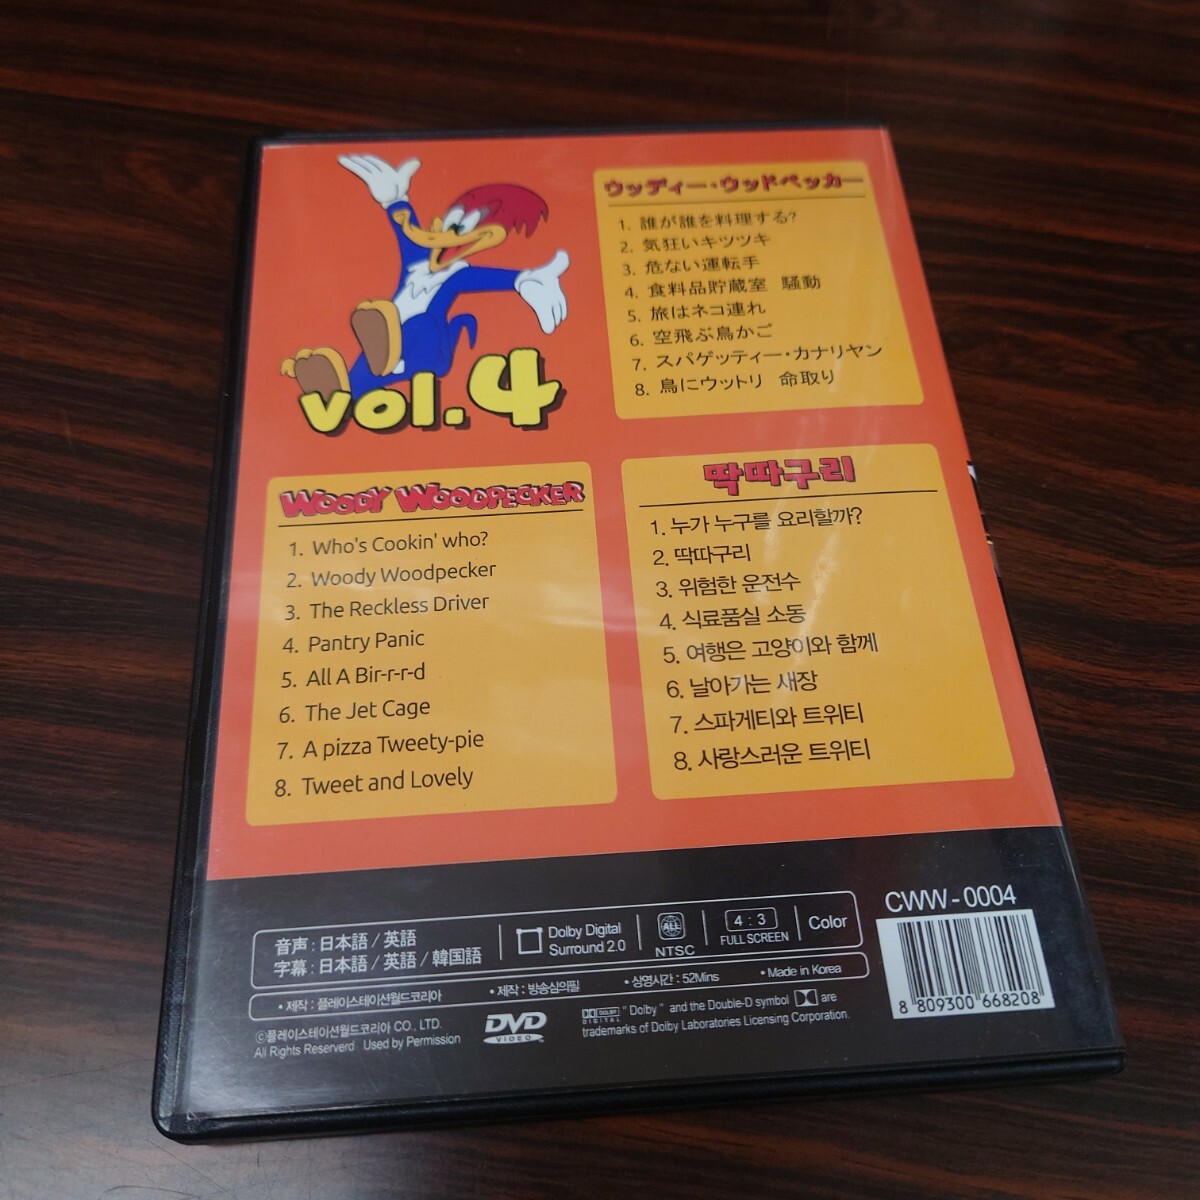 vol.4
ウッディー・ウッドペッカー
1. 誰が誰を料理する?
2. 気狂いキツツキ
3. 危ない運転手
4. 食料品貯蔵室 騒動
5. 旅はネコ連れ
6. 空飛ぶ鳥かご
7. スパゲッティー・カナリヤン
8. 鳥にウットリ 命取り
WOODY WOODPECKER
1. Who's Cookin' who?
2. Woody Woodpecker
3. The Reckless Driver
4. Pantry Panic
5. All A Bir-r-r-d
6. The Jet Cage
7. A pizza Tweety-pie
8. Tweet and Lovely
딱따구리
1. 누가 누구를 요리할까?
2. 딱따구리
3. 위험한 운전수
4. 식료품실 소동
5. 여행은 고양이와 함께
6. 날아가는 새장
7. 스파게티와 트위티
8. 사랑스러운 트위티
音声 : 日本語 / 英語
字幕 : 日本語 / 英語 / 韓国語
Dolby Digital
Surround 2.0
ALL
NTSC
4 : 3
FULL SCREEN
Color
• 제작 : 플레이스테이션월드코리아 • 제작 : 방송심의필 • 상영시간 : 52Mins • Made in Korea
ⓒ플레이스테이션월드코리아 CO., LTD.
All Rights Reserverd Used by Permission
DVD
VIDEO
DOLBY
DIGITAL
"Dolby" and the Double-D symbol are
trademarks of Dolby Laboratories Licensing Corporation.
CWW-0004
8 809300 668208